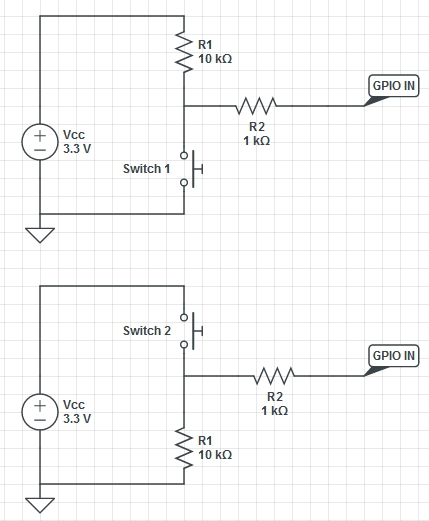 R1
10 kΩ
GPIO IN
R2
1 kΩ
Vcc
3.3 V
Switch 1
Switch 2
GPIO IN
R2
1 kΩ
Vcc
3.3 V
R1
10 kΩ